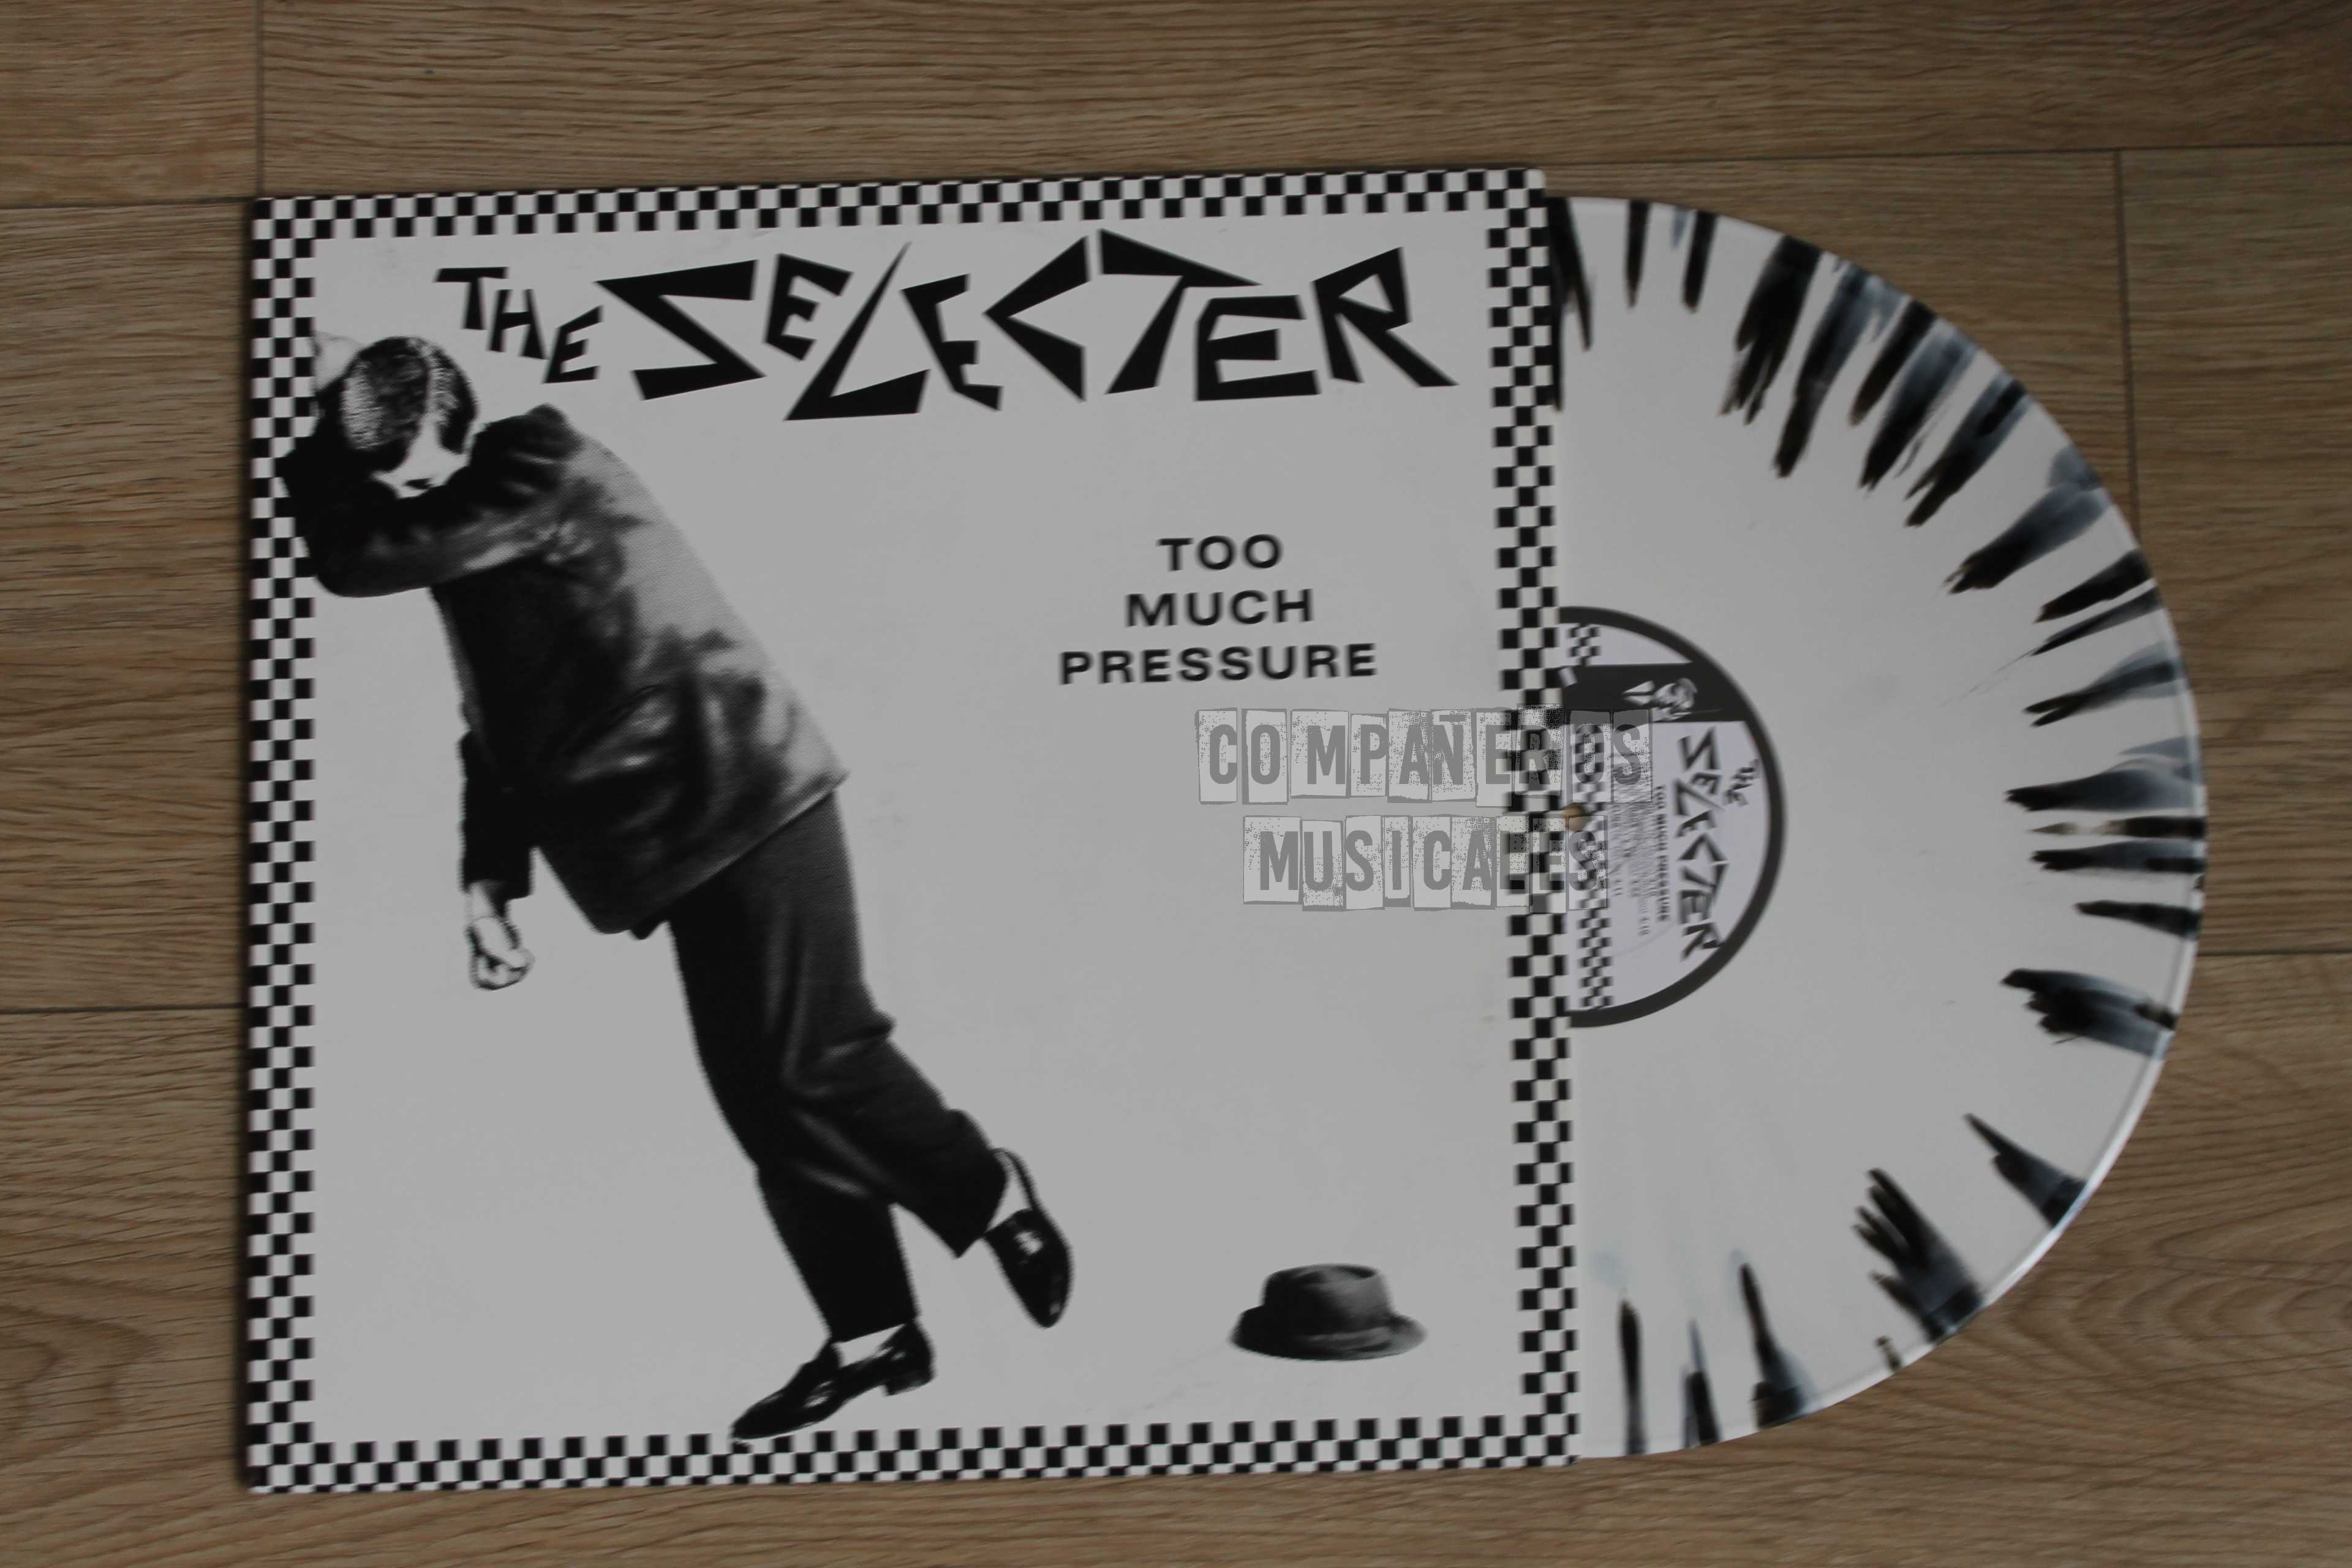 THE SELECTER
TOO
MUCH
PRESSURE
COMPAÑEROS
MUSICALES
THE
SELECTER
TOO MUCH PRESSURE